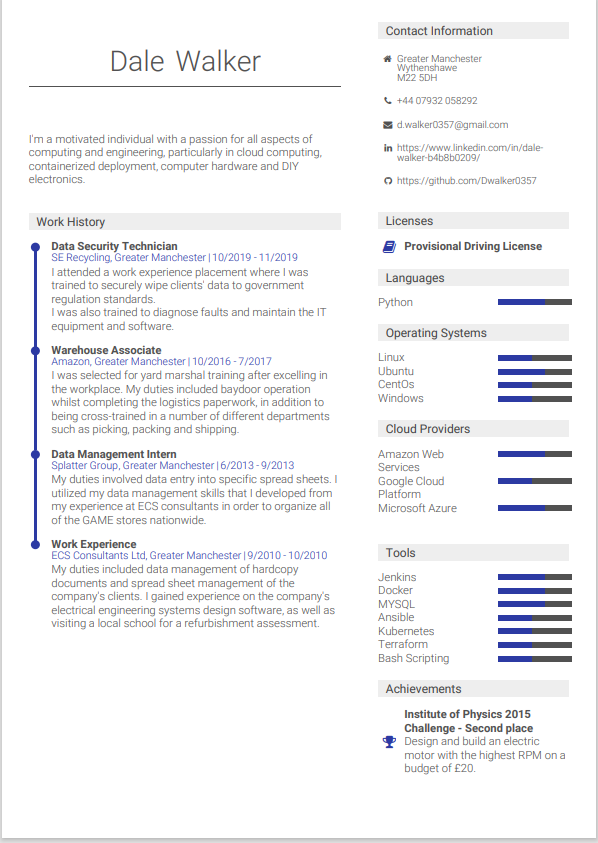 Dale Walker
I'm a motivated individual with a passion for all aspects of
computing and engineering, particularly in cloud computing,
containerized deployment, computer hardware and DIY
electronics.
Work History
Data Security Technician
SE Recycling, Greater Manchester | 10/2019 - 11/2019
I attended a work experience placement where I was
trained to securely wipe clients' data to government
regulation standards.
I was also trained to diagnose faults and maintain the IT
equipment and software.
Warehouse Associate
Amazon, Greater Manchester | 10/2016 - 7/2017
I was selected for yard marshal training after excelling in
the workplace. My duties included baydoor operation
whilst completing the logistics paperwork, in addition to
being cross-trained in a number of different departments
such as picking, packing and shipping.
Data Management Intern
Splatter Group, Greater Manchester | 6/2013 - 9/2013
My duties involved data entry into specific spread sheets. I
utilized my data management skills that I developed from
my experience at ECS consultants in order to organize all
of the GAME stores nationwide.
Work Experience
ECS Consultants Ltd, Greater Manchester | 9/2010 - 10/2010
My duties included data management of hardcopy
documents and spread sheet management of the
company's clients. I gained experience on the company's
electrical engineering systems design software, as well as
visiting a local school for a refurbishment assessment.
Contact Information
Greater Manchester
Wythenshawe
M22 5DH
+44 07932 058292
d.walker0357@gmail.com
https://www.linkedin.com/in/dale-
walker-b4b8b0209/
https://github.com/Dwalker0357
Licenses
Provisional Driving License
Languages
Python
Operating Systems
Linux
Ubuntu
CentOs
Windows
Cloud Providers
Amazon Web
Services
Google Cloud
Platform
Microsoft Azure
Tools
Jenkins
Docker
MYSQL
Ansible
Kubernetes
Terraform
Bash Scripting
Achievements
Institute of Physics 2015
Challenge - Second place
Design and build an electric
motor with the highest RPM on a
budget of £20.